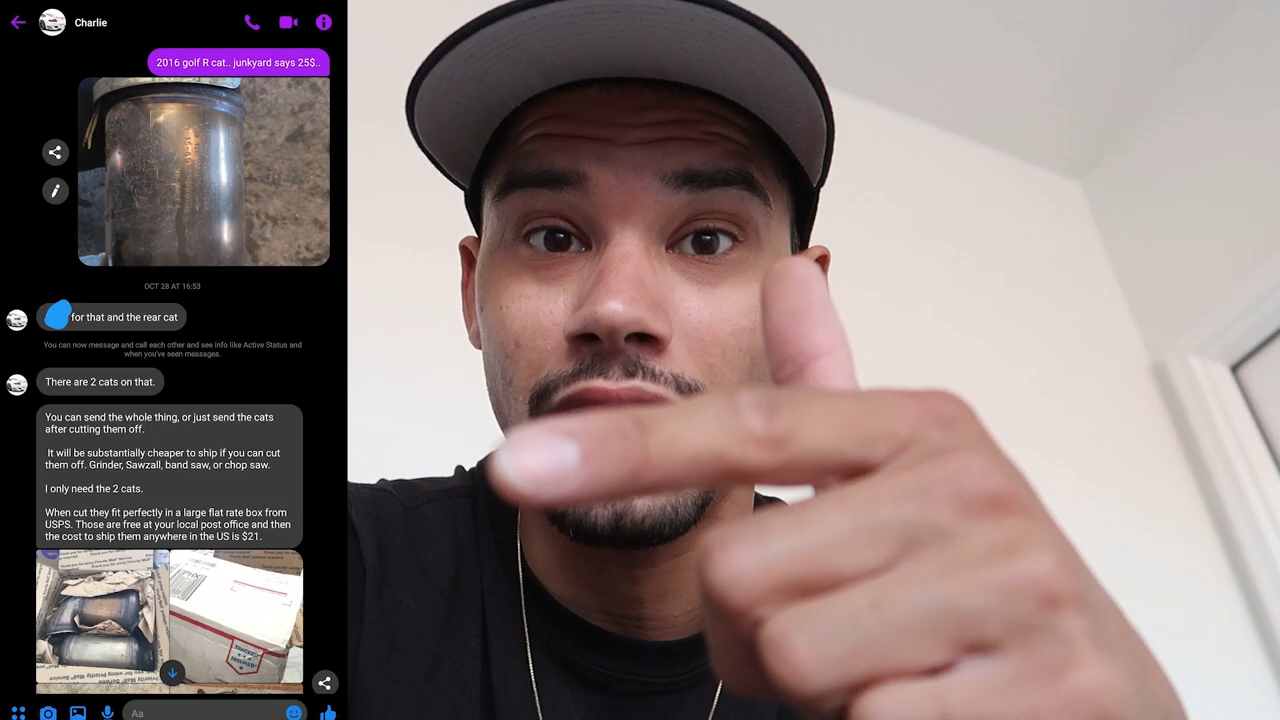 Charlie
2016 golf R cat.. junkyard says 25$..
OCT 28 AT 16:53
for that and the rear cat
You can now message and call each other and see info like Active Status and
when you've seen messages.
There are 2 cats on that.
You can send the whole thing, or just send the cats
after cutting them off.
It will be substantially cheaper to ship if you can cut
them off. Grinder, Sawzall, band saw, or chop saw.
I only need the 2 cats.
When cut they fit perfectly in a large flat rate box from
USPS. Those are free at your local post office and then
the cost to ship them anywhere in the US is $21.
PHX
TRACKED
INSURED
Aa